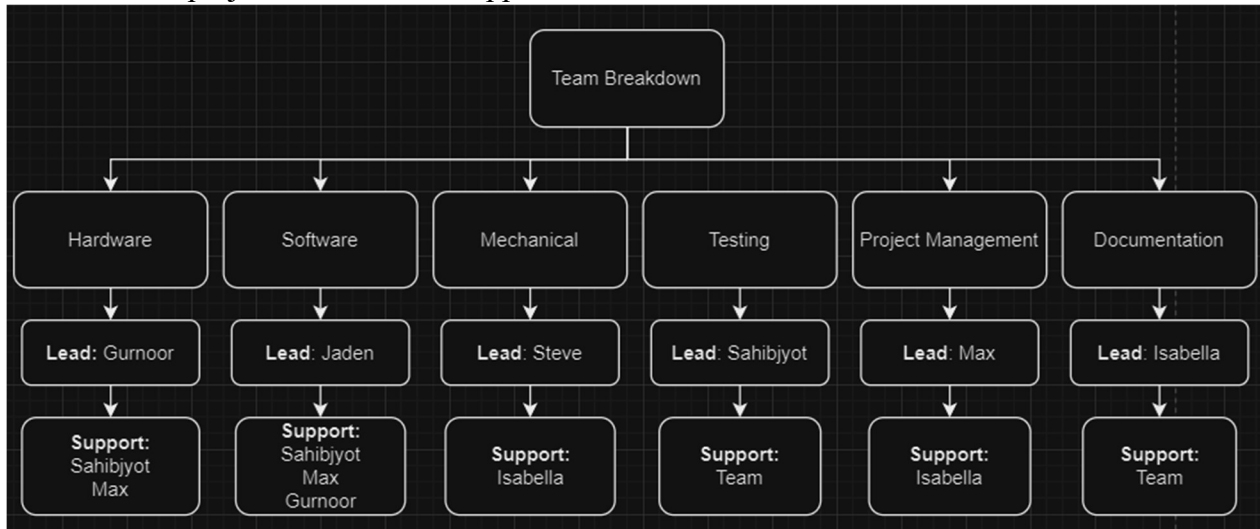 Team Breakdown
Hardware
Software
Mechanical
Testing
Project Management
Documentation
Lead: Gurnoor
Lead: Jaden
Lead: Steve
Lead: Sahibjyot
Lead: Max
Lead: Isabella
Support:
Sahibjyot
Max
Support:
Sahibjyot
Max
Gurnoor
Support:
Isabella
Support:
Team
Support:
Isabella
Support:
Team